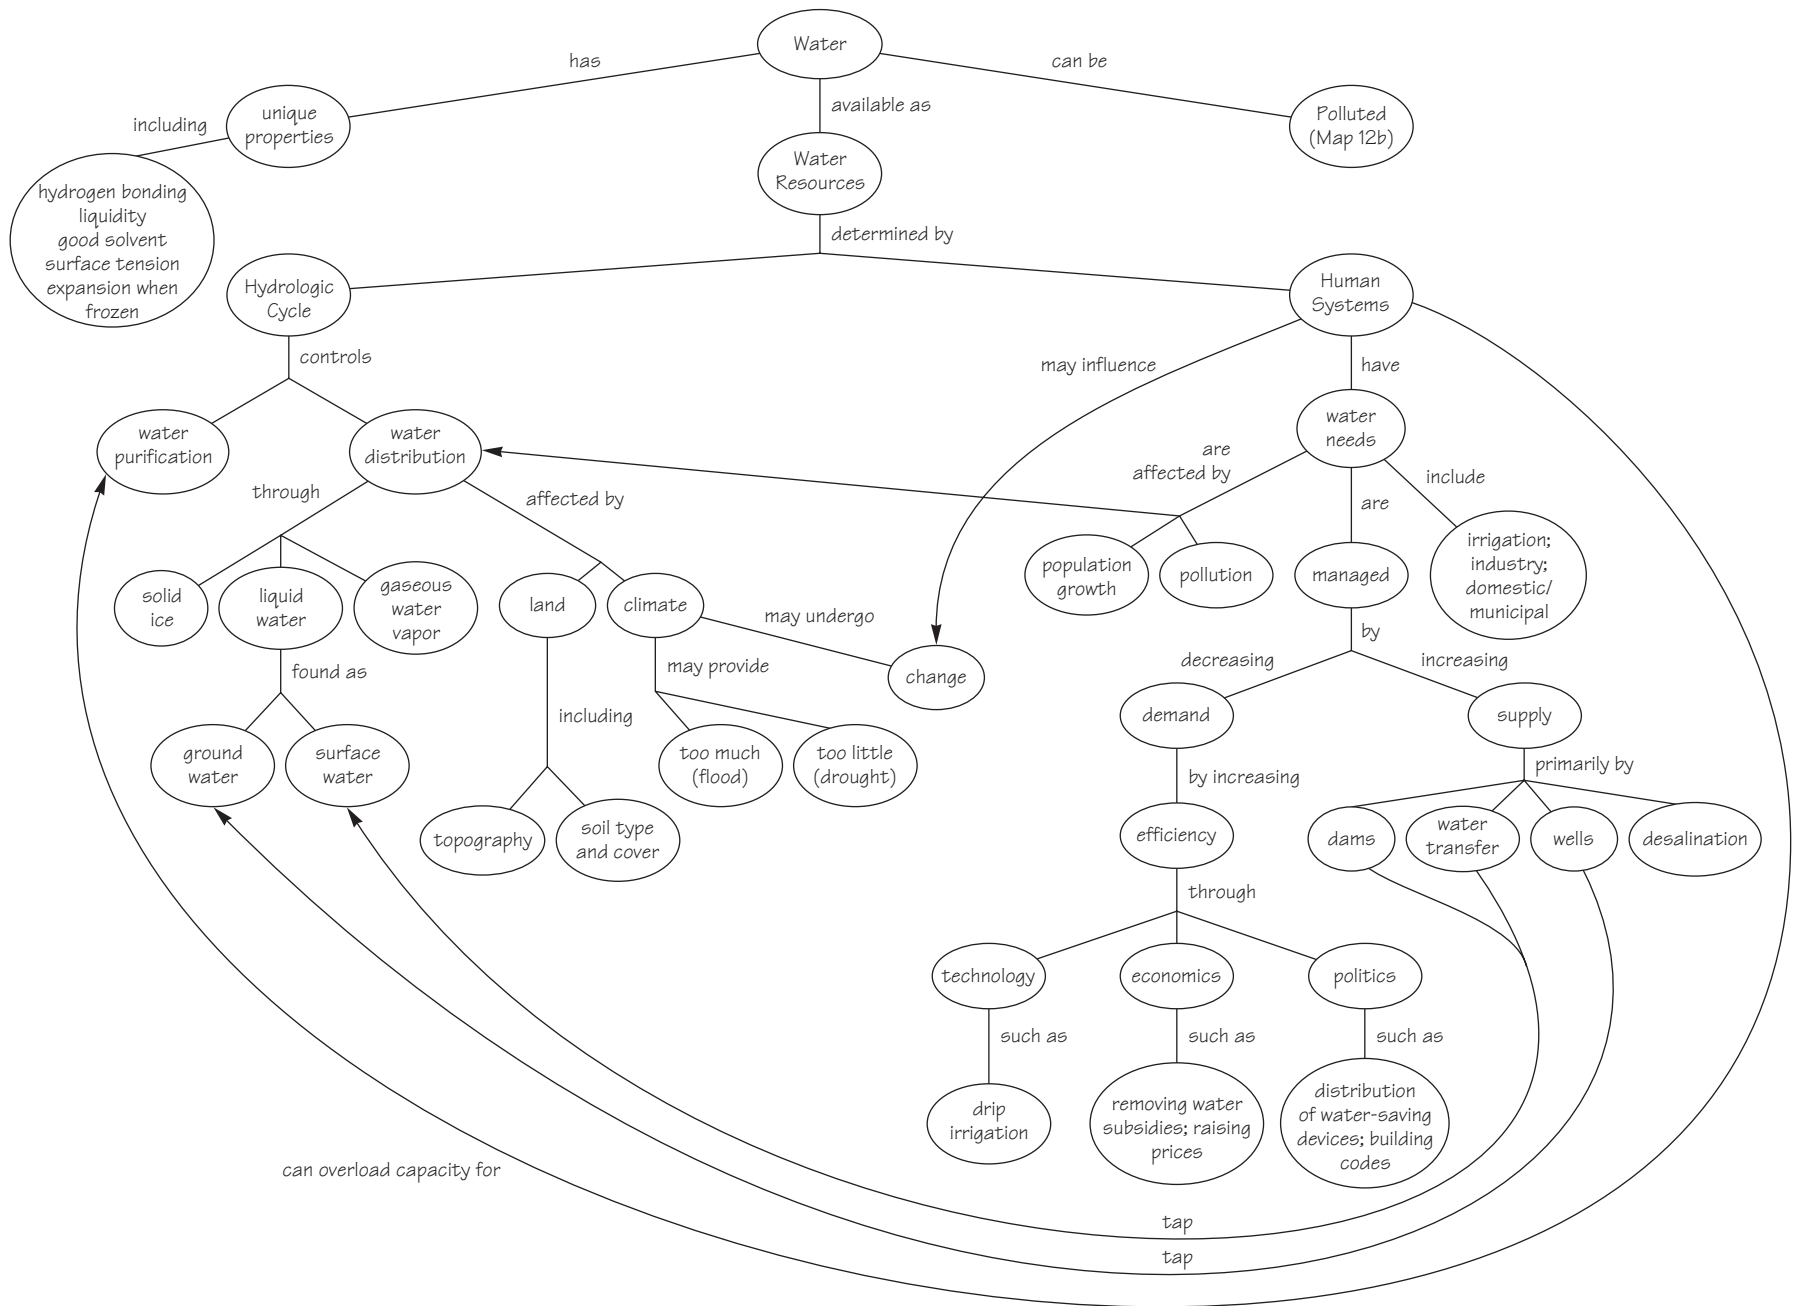 Water
has
can be
unique
properties
available as
Polluted
(Map 12b)
including
Water
Resources
hydrogen bonding
liquidity
good solvent
surface tension
expansion when
frozen
determined by
Hydrologic
Cycle
Human
Systems
controls
may influence
have
water
purification
water
distribution
water
needs
are
affected by
include
through
affected by
are
irrigation;
industry;
domestic/
municipal
solid
ice
liquid
water
gaseous
water
vapor
land
climate
population
growth
pollution
managed
may undergo
by
found as
may provide
change
decreasing
increasing
including
demand
supply
ground
water
surface
water
too much
(flood)
too little
(drought)
by increasing
primarily by
topography
soil type
and cover
efficiency
dams
water
transfer
wells
desalination
through
technology
economics
politics
such as
such as
such as
drip
irrigation
removing water
subsidies; raising
prices
distribution
of water-saving
devices; building
codes
can overload capacity for
tap
tap